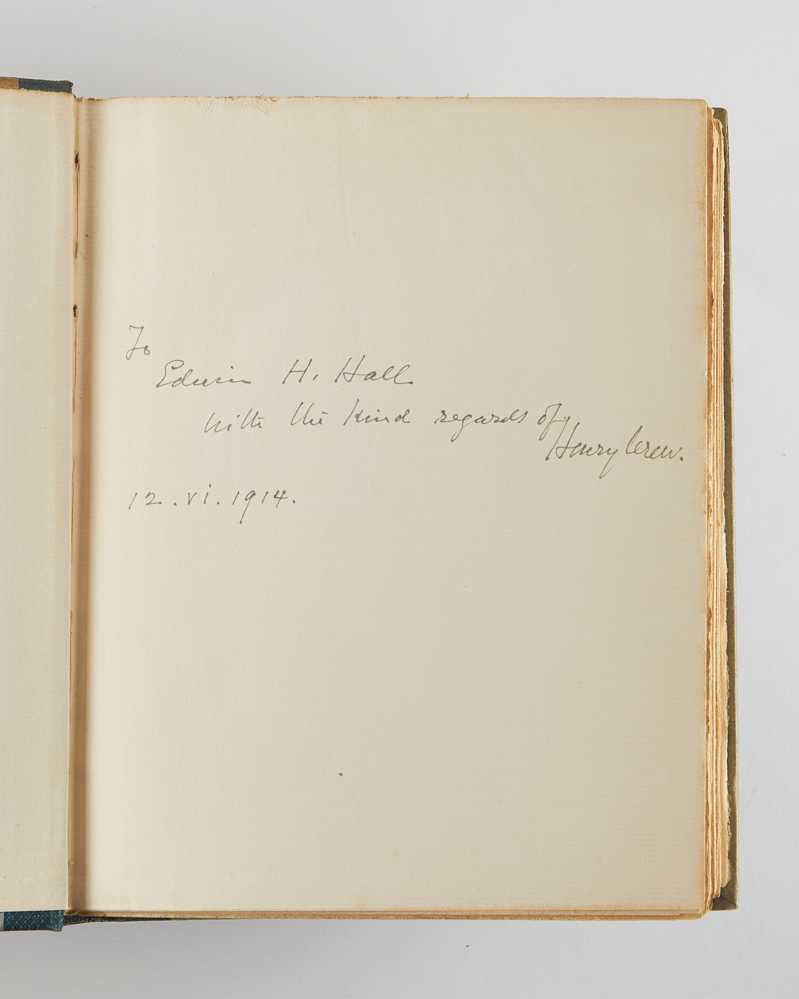 To
Edwin H. Hall
with the kind regards of
Henry Crew.
12.vi.1914.